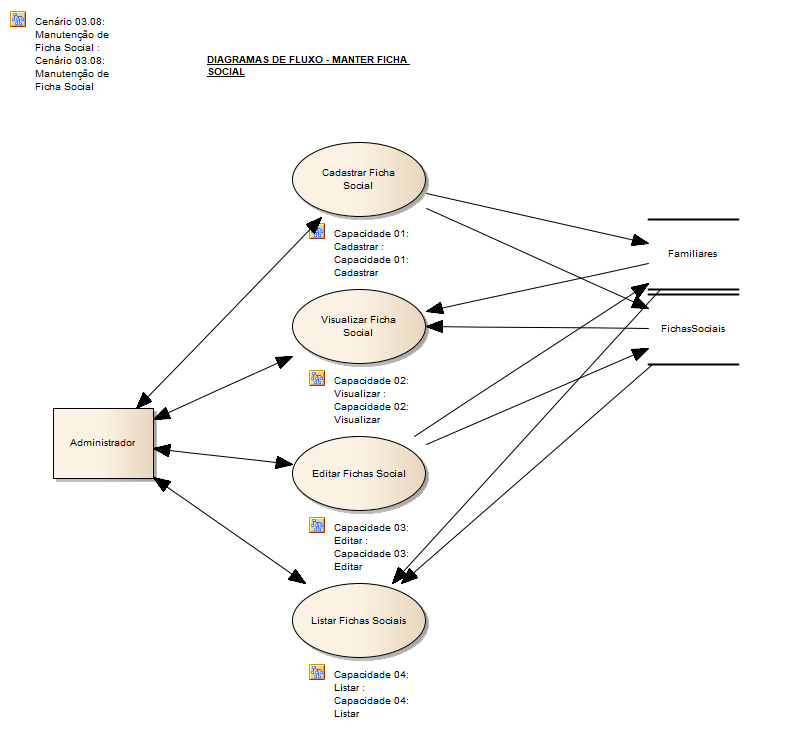 Cenário 03.08:
Manutenção de
Ficha Social :
Cenário 03.08:
Manutenção de
Ficha Social
DIAGRAMAS DE FLUXO - MANTER FICHA
SOCIAL
Cadastrar Ficha
Social
Capacidade 01:
Cadastrar :
Capacidade 01:
Cadastrar
Familiares
Visualizar Ficha
Social
FichasSociais
Capacidade 02:
Visualizar :
Capacidade 02:
Visualizar
Administrador
Editar Fichas Social
Capacidade 03:
Editar :
Capacidade 03:
Editar
Listar Fichas Sociais
Capacidade 04:
Listar :
Capacidade 04:
Listar